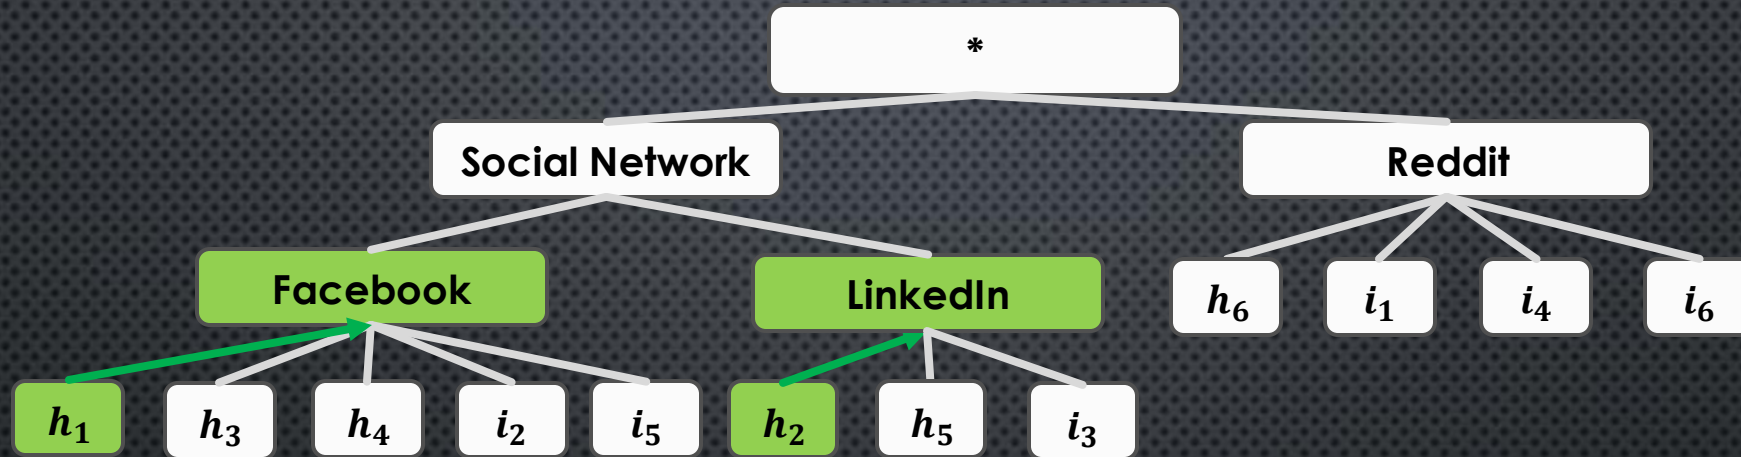 *
Social Network
Reddit
Facebook
LinkedIn
h₆
i₁
i₄
i₆
h₁
h₃
h₄
i₂
i₅
h₂
h₅
i₃